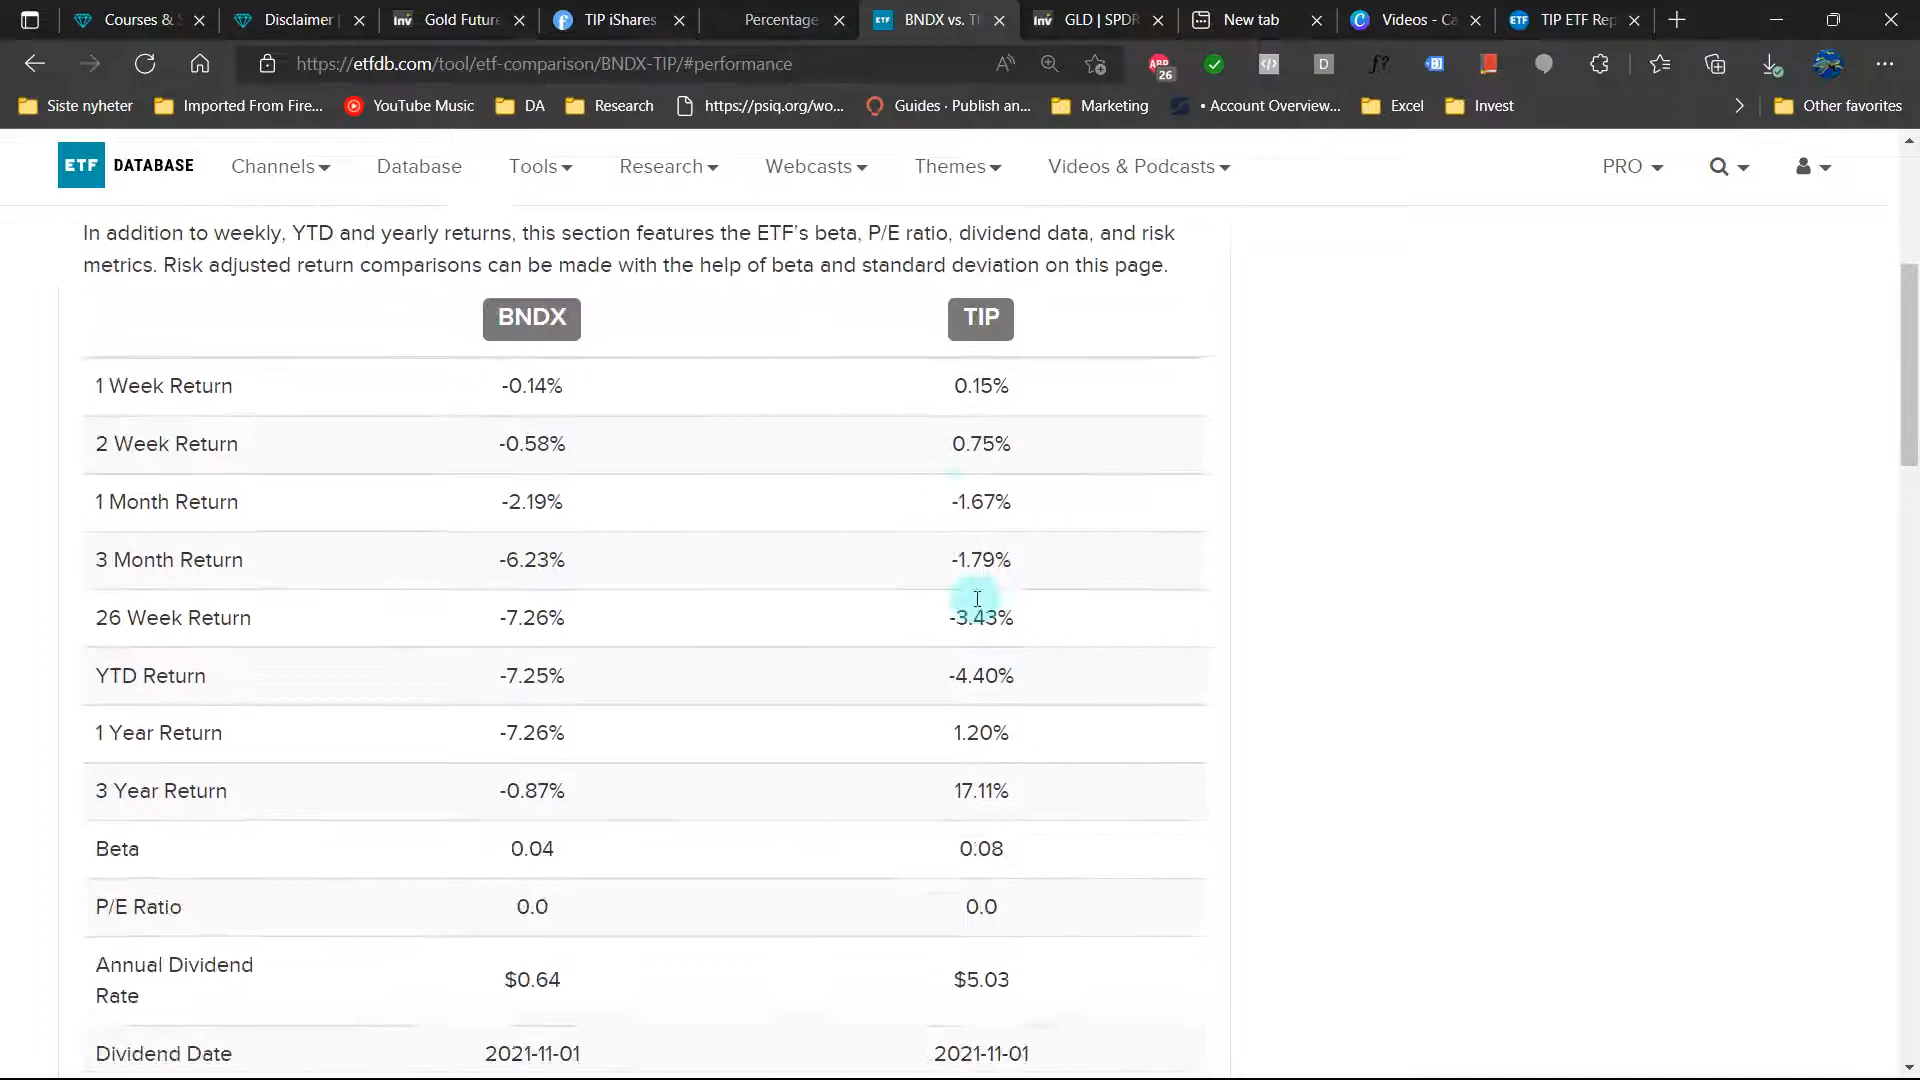 Courses & S
Disclaimer |
Gold Future
TIP iShares
Percentage
BNDX vs. TI
GLD | SPDR
New tab
Videos - Ca
TIP ETF Rep
https://etfdb.com/tool/etf-comparison/BNDX-TIP/#performance
ABP
26
D
f?
Siste nyheter
Imported From Fire...
YouTube Music
DA
Research
https://psiq.org/wo...
Guides · Publish an...
Marketing
• Account Overview...
Excel
Invest
Other favorites
ETF DATABASE
Channels
Database
Tools
Research
Webcasts
Themes
Videos & Podcasts
PRO
In addition to weekly, YTD and yearly returns, this section features the ETF's beta, P/E ratio, dividend data, and risk
metrics. Risk adjusted return comparisons can be made with the help of beta and standard deviation on this page.
BNDX TIP
1 Week Return -0.14% 0.15%
2 Week Return -0.58% 0.75%
1 Month Return -2.19% -1.67%
3 Month Return -6.23% -1.79%
26 Week Return -7.26% -3.43%
YTD Return -7.25% -4.40%
1 Year Return -7.26% 1.20%
3 Year Return -0.87% 17.11%
Beta 0.04 0.08
P/E Ratio 0.0 0.0
Annual Dividend
Rate $0.64 $5.03
Dividend Date 2021-11-01 2021-11-01